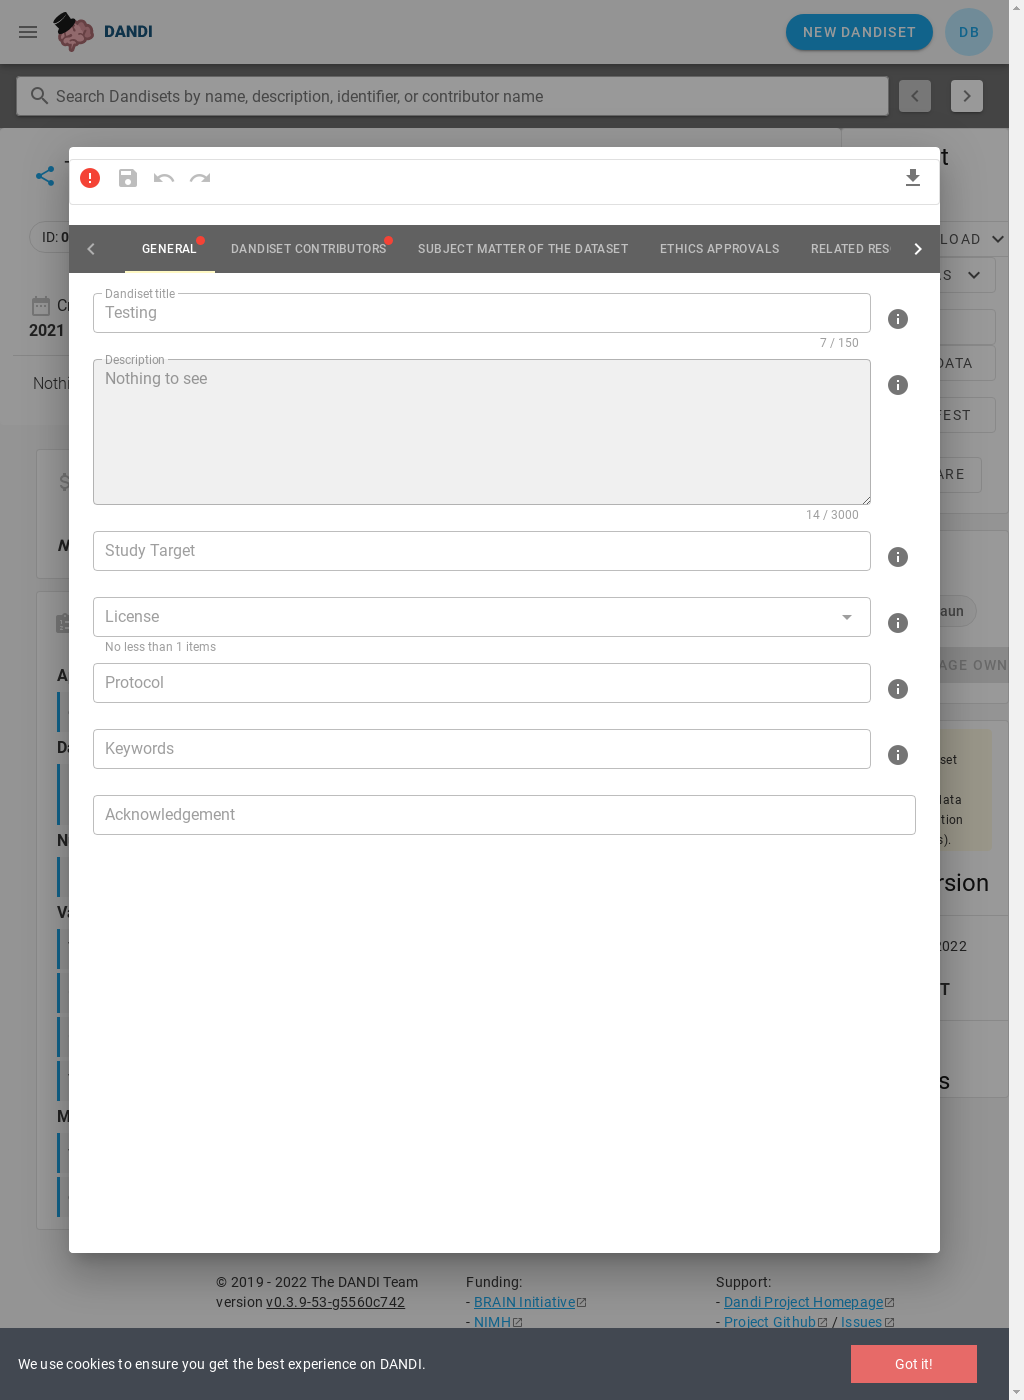 DANDI
NEW DANDISET
DB
Search Dandisets by name, description, identifier, or contributor name
ID: 0
2021
Nothi
GENERAL
DANDISET CONTRIBUTORS
SUBJECT MATTER OF THE DATASET
ETHICS APPROVALS
RELATED RES
Dandiset title
Testing
7 / 150
Description
Nothing to see
14 / 3000
Study Target
License
No less than 1 items
Protocol
Keywords
Acknowledgement
LOAD
S
DATA
FEST
ARE
aun
AGE OWN
set
data
tion
s).
rsion
2022
T
s
A
Da
N
Va
M
© 2019 - 2022 The DANDI Team
version v0.3.9-53-g5560c742
Funding:
- BRAIN Initiative
- NIMH
Support:
- Dandi Project Homepage
- Project Github / Issues
We use cookies to ensure you get the best experience on DANDI.
Got it!